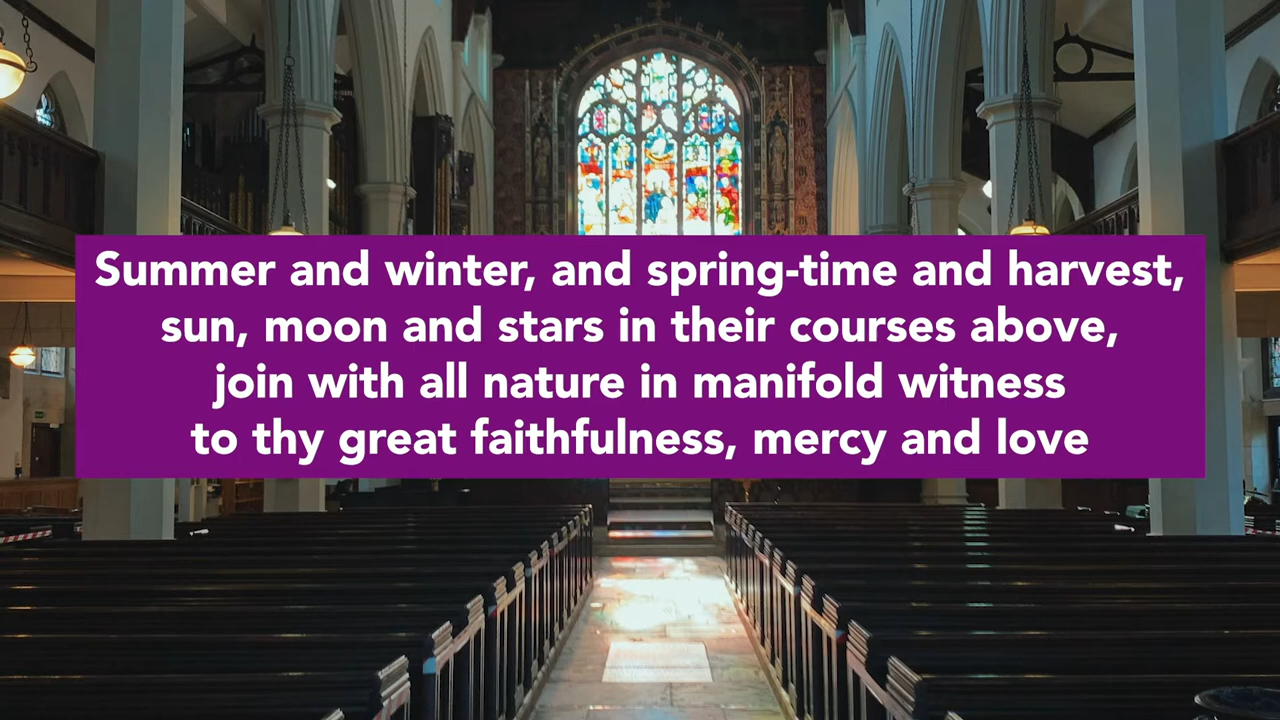 Summer and winter, and spring-time and harvest,
sun, moon and stars in their courses above,
join with all nature in manifold witness
to thy great faithfulness, mercy and love